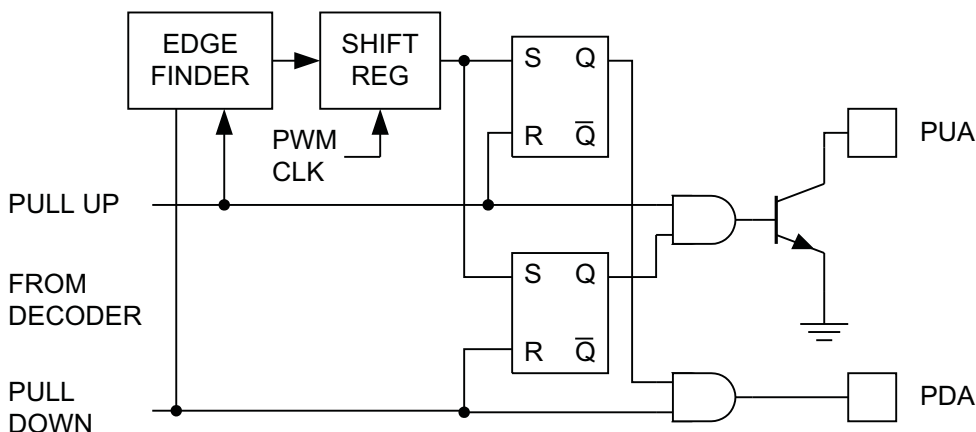 EDGE
FINDER
SHIFT
REG
S Q
R Q̅
PWM
CLK
PUA
PULL UP
FROM
DECODER
S Q
R Q̅
PULL
DOWN
PDA